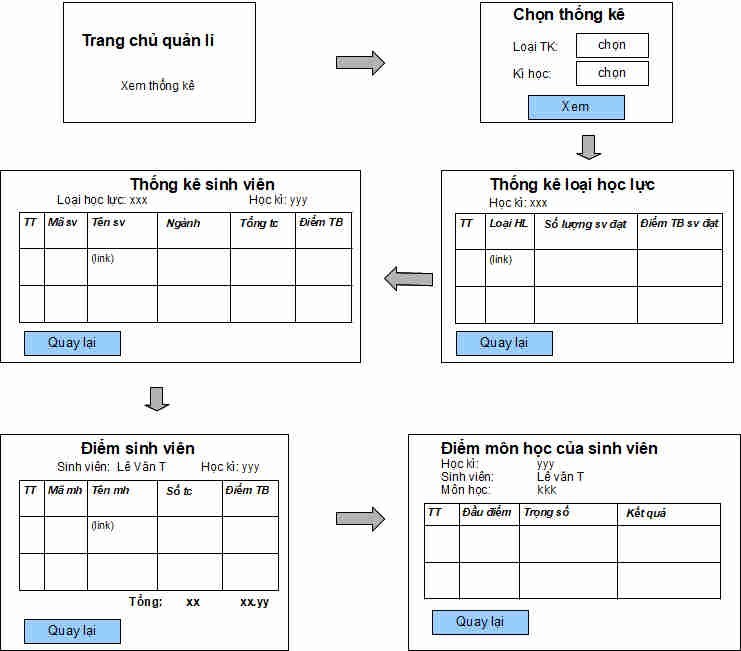 Trang chủ quản lí
Xem thống kê
Chọn thống kê
Loại TK: chọn
Kì học: chọn
Xem
Thống kê loại học lực
Học kì: xxx
TT Loại HL Số lượng sv đạt Điểm TB sv đạt
(link)
Quay lại
Thống kê sinh viên
Loại học lực: xxx Học kì: yyy
TT Mã sv Tên sv Ngành Tổng tc Điểm TB
(link)
Quay lại
Điểm sinh viên
Sinh viên: Lê Văn T Học kì: yyy
TT Mã mh Tên mh Số tc Điểm TB
(link)
Tổng: xx xx.yy
Quay lại
Điểm môn học của sinh viên
Học kì: yyy
Sinh viên: Lê văn T
Môn học: kkk
TT Đầu điểm Trọng số Kết quả
Quay lại